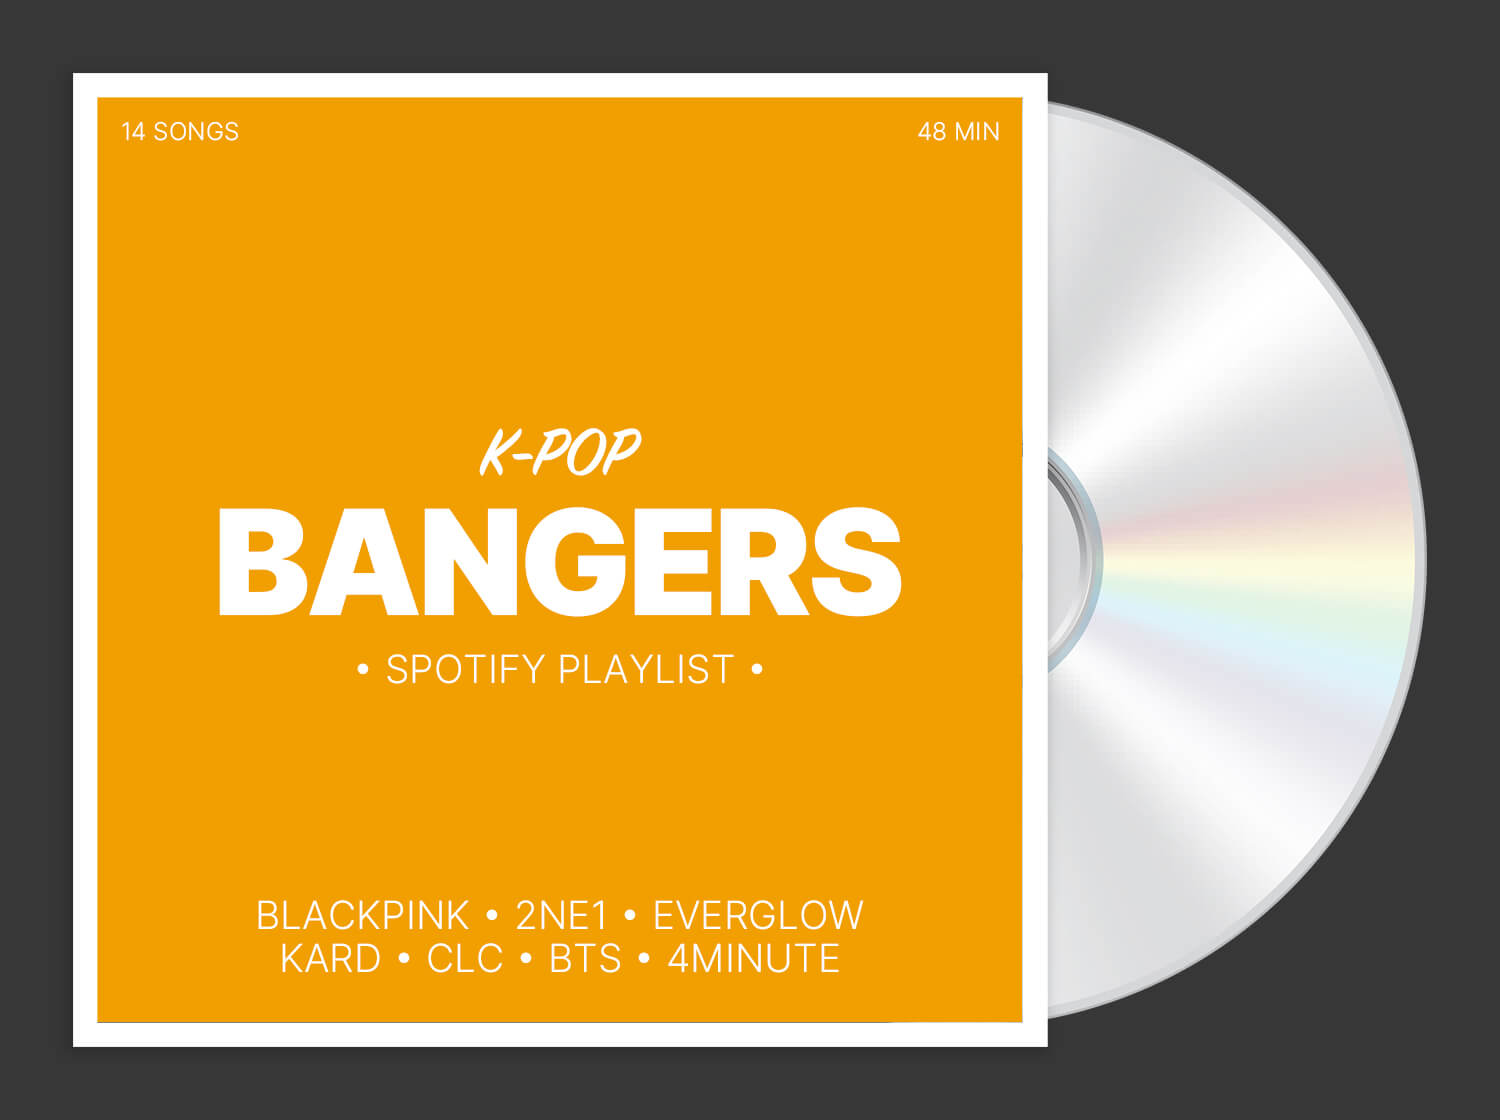 14 SONGS
48 MIN
K-POP
BANGERS
• SPOTIFY PLAYLIST •
BLACKPINK • 2NE1 • EVERGLOW
KARD • CLC • BTS • 4MINUTE